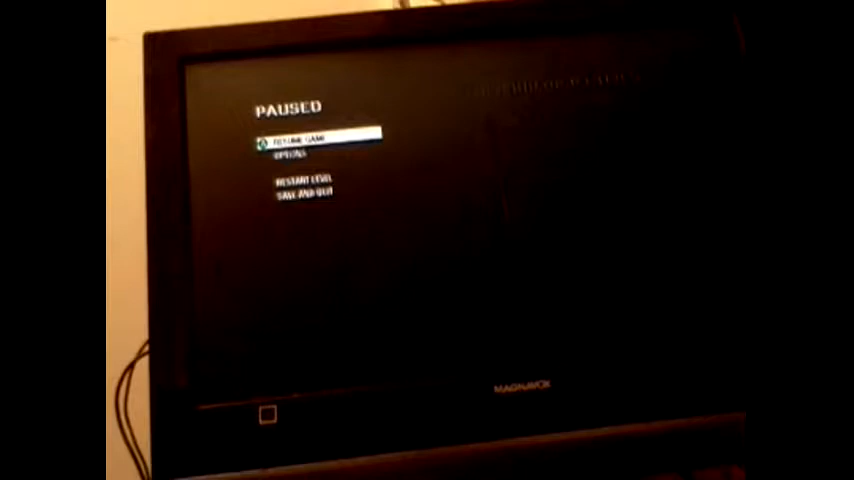 PAUSED
RESUME GAME
OPTIONS
RESTART LEVEL
SAVE AND QUIT
MAGNAVOX